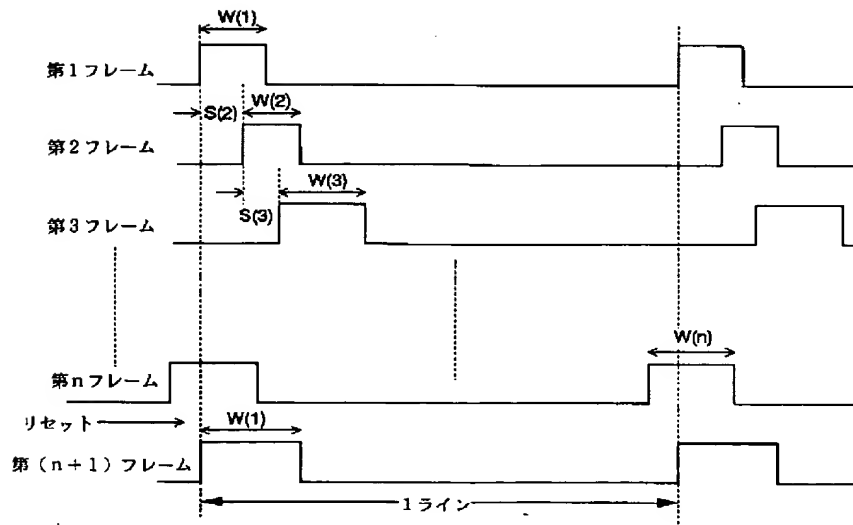 W(1)
第1フレーム
S(2)
W(2)
第2フレーム
S(3)
W(3)
第3フレーム
W(n)
第nフレーム
リセット
W(1)
第(n+1)フレーム
1ライン